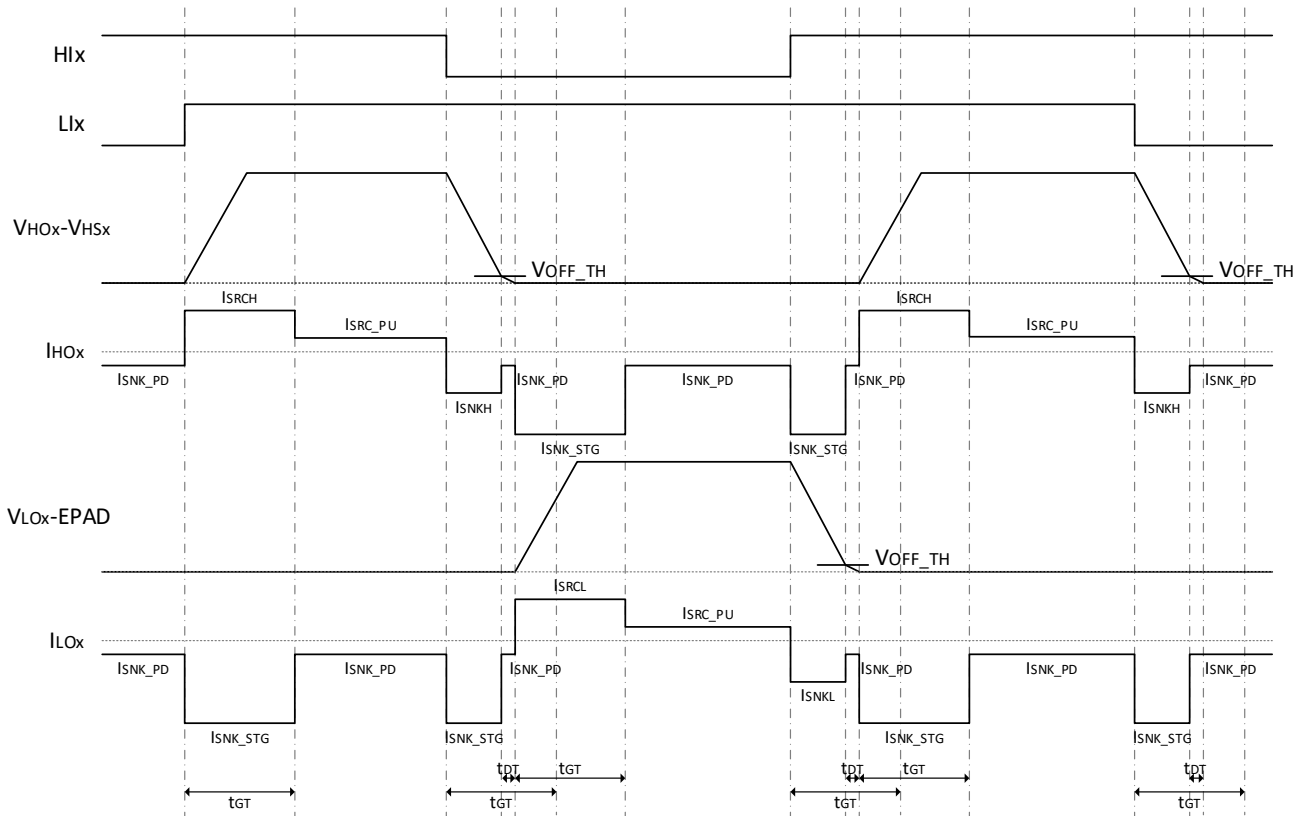 HIx
LIx
VHOx-VHSx
VOFF_TH
VOFF_TH
ISRCH
ISRCH
ISRC_PU
ISRC_PU
IHOx
ISNK_PD
ISNK_PD
ISNK_PD
ISNK_PD
ISNK_PD
ISNKH
ISNKH
ISNK_STG
ISNK_STG
VLOx-EPAD
VOFF_TH
ISRCL
ISRC_PU
ILOx
ISNK_PD
ISNK_PD
ISNK_PD
ISNK_PD
ISNK_PD
ISNK_PD
ISNKL
ISNK_STG
ISNK_STG
ISNK_STG
ISNK_STG
tDT
tGT
tDT
tGT
tDT
tGT
tGT
tGT
tGT